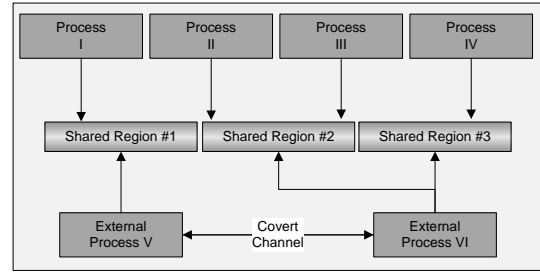 Process
I
Process
II
Process
III
Process
IV
Shared Region #1
Shared Region #2
Shared Region #3
External
Process V
Covert
Channel
External
Process VI